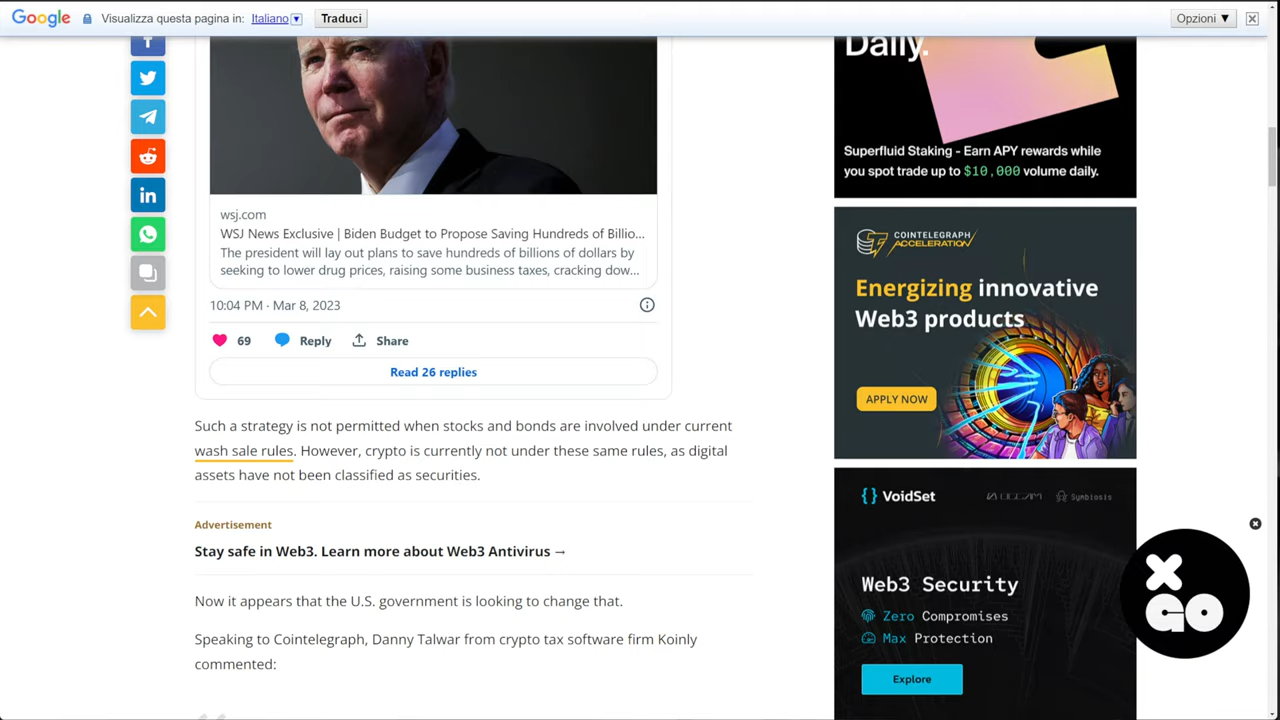 Google Visualizza questa pagina in: Italiano Traduci Opzioni ▼
wsj.com
WSJ News Exclusive | Biden Budget to Propose Saving Hundreds of Billio...
The president will lay out plans to save hundreds of billions of dollars by
seeking to lower drug prices, raising some business taxes, cracking dow...
10:04 PM · Mar 8, 2023
69 Reply Share
Read 26 replies
Such a strategy is not permitted when stocks and bonds are involved under current
wash sale rules. However, crypto is currently not under these same rules, as digital
assets have not been classified as securities.
Advertisement
Stay safe in Web3. Learn more about Web3 Antivirus →
Now it appears that the U.S. government is looking to change that.
Speaking to Cointelegraph, Danny Talwar from crypto tax software firm Koinly
commented:
Daily.
Superfluid Staking - Earn APY rewards while
you spot trade up to $10,000 volume daily.
COINTELEGRAPH
ACCELERATION
Energizing innovative
Web3 products
APPLY NOW
{} VoidSet
Symbiosis
Web3 Security
Zero Compromises
Max Protection
Explore
X
GO